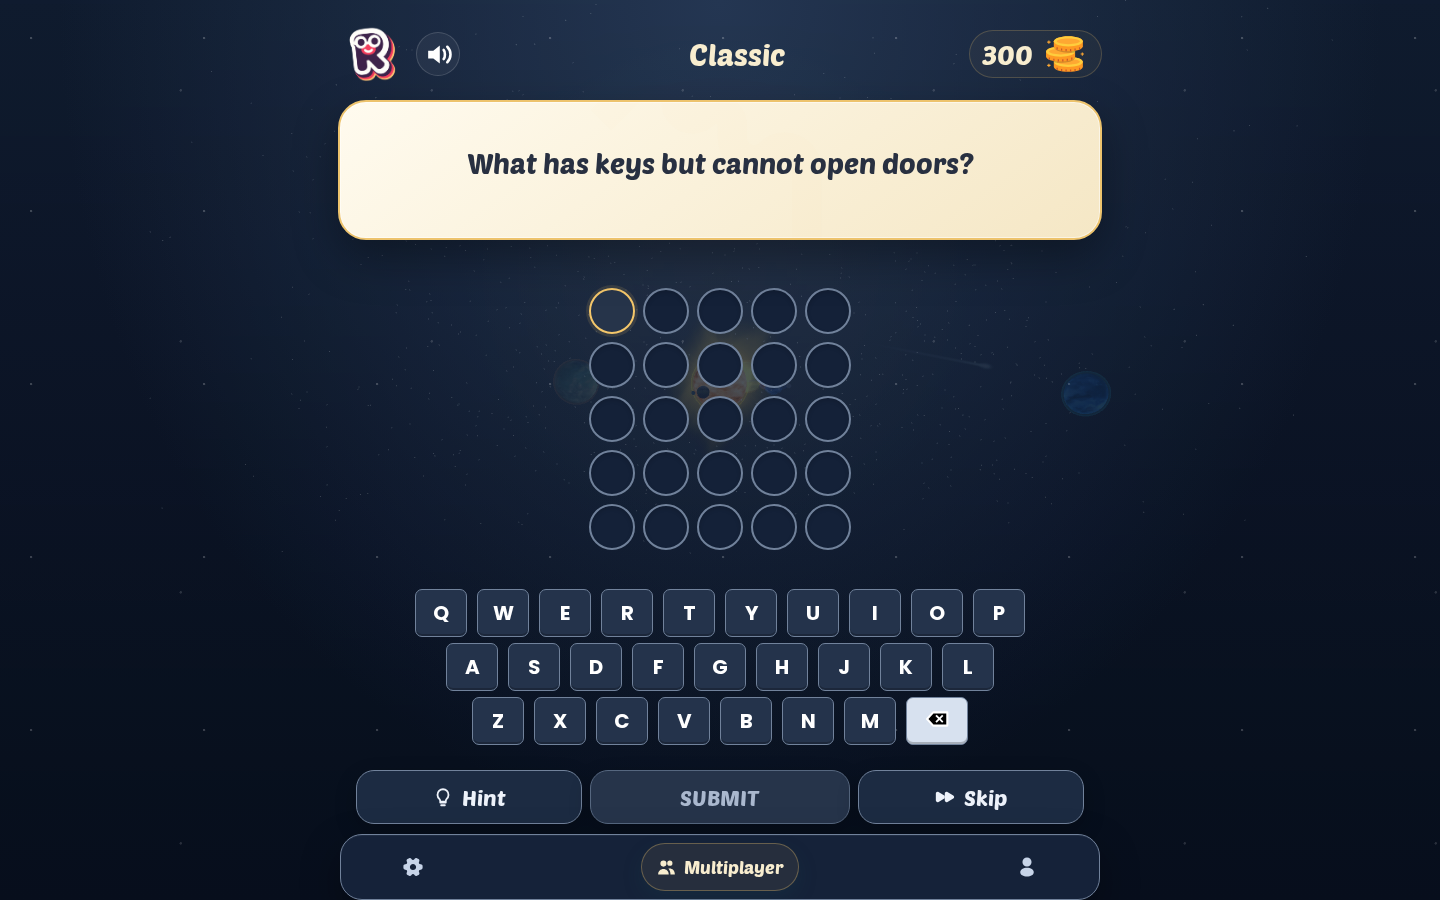 R
Classic
300
What has keys but cannot open doors?
Q W E R T Y U I O P
A S D F G H J K L
Z X C V B N M
Hint SUBMIT Skip
Multiplayer